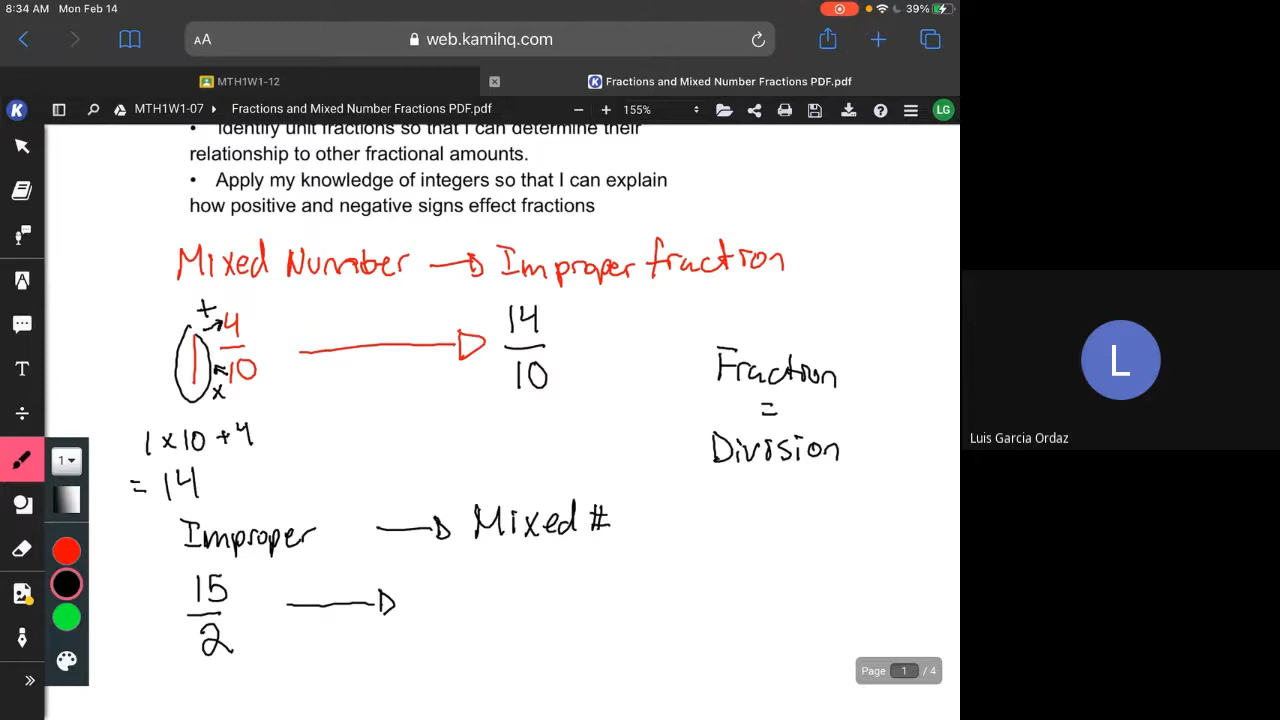 8:34 AM Mon Feb 14
39%
AA
web.kamihq.com
MTH1W1-12
Fractions and Mixed Number Fractions PDF.pdf
MTH1W1-07
Fractions and Mixed Number Fractions PDF.pdf
155%
LG
• Identify unit fractions so that I can determine their
relationship to other fractional amounts.
• Apply my knowledge of integers so that I can explain
how positive and negative signs effect fractions
Mixed Number → Improper fraction
+
1 4/10 → 14/10
x
1 x 10 + 4
= 14
Fraction
=
Division
Improper → Mixed #
15/2 →
1
Page 1 / 4
L
Luis Garcia Ordaz